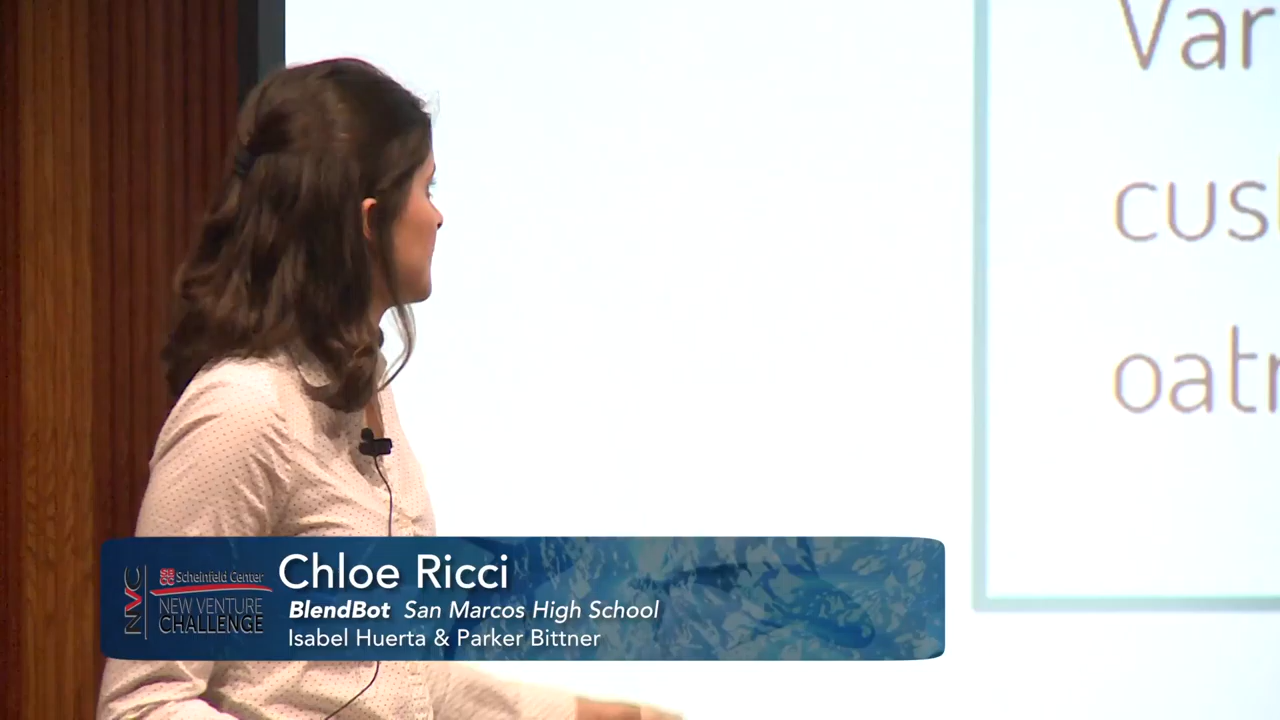 Var
cus
oatr
Chloe Ricci
BlendBot San Marcos High School
Isabel Huerta & Parker Bittner
NVC
SBCC Scheinfeld Center
NEW VENTURE
CHALLENGE